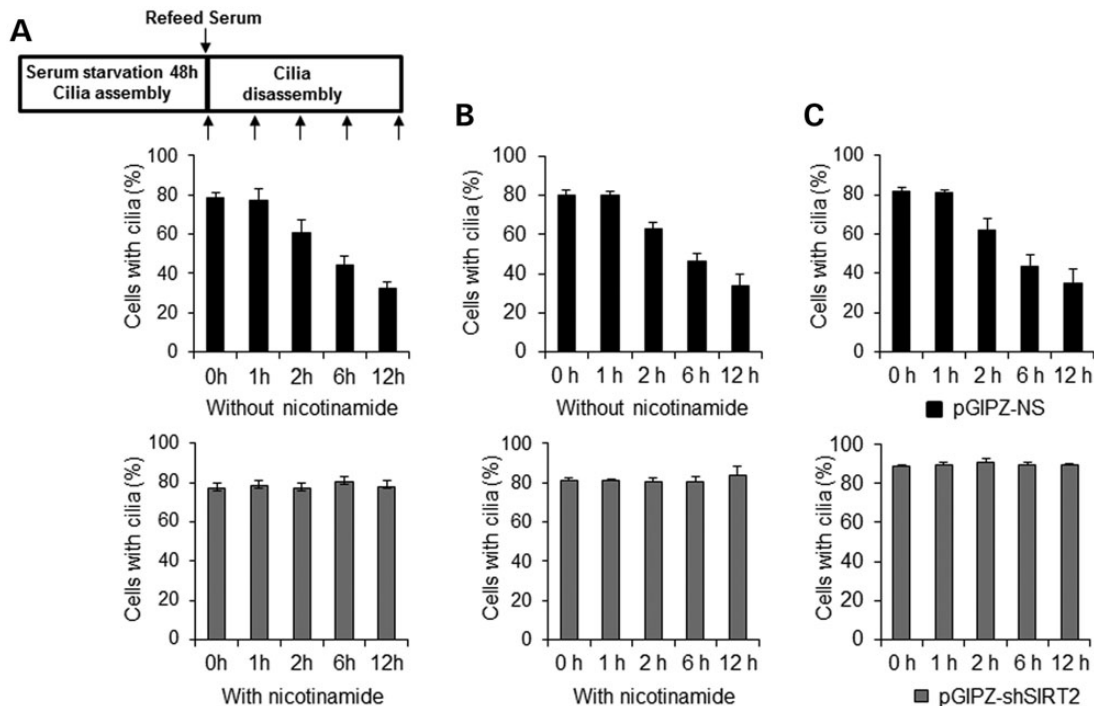 A
Refeed Serum
Serum starvation 48h
Cilia assembly
Cilia
disassembly
Cells with cilia (%)
100
80
60
40
20
0
0h 1h 2h 6h 12h
Without nicotinamide
B
Cells with cilia (%)
100
80
60
40
20
0
0 h 1 h 2 h 6 h 12 h
Without nicotinamide
C
Cells with cilia (%)
100
80
60
40
20
0
0 h 1 h 2 h 6 h 12 h
pGIPZ-NS
Cells with cilia (%)
100
80
60
40
20
0
0h 1h 2h 6h 12h
With nicotinamide
Cells with cilia (%)
100
80
60
40
20
0
0 h 1 h 2 h 6 h 12 h
With nicotinamide
Cells with cilia (%)
100
80
60
40
20
0
0 h 1 h 2 h 6 h 12 h
pGIPZ-shSIRT2